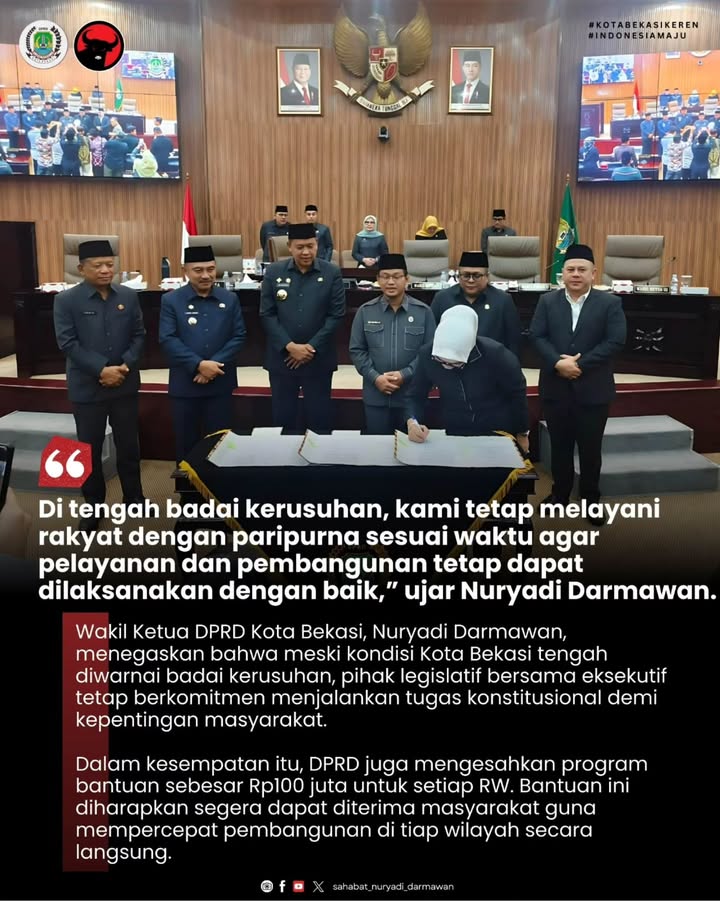 #KOTABEKASIKEREN
#INDONESIAMAJU
BHINNEKA TUNGGAL IKA
Di tengah badai kerusuhan, kami tetap melayani
rakyat dengan paripurna sesuai waktu agar
pelayanan dan pembangunan tetap dapat
dilaksanakan dengan baik,” ujar Nuryadi Darmawan.
Wakil Ketua DPRD Kota Bekasi, Nuryadi Darmawan,
menegaskan bahwa meski kondisi Kota Bekasi tengah
diwarnai badai kerusuhan, pihak legislatif bersama eksekutif
tetap berkomitmen menjalankan tugas konstitusional demi
kepentingan masyarakat.
Dalam kesempatan itu, DPRD juga mengesahkan program
bantuan sebesar Rp100 juta untuk setiap RW. Bantuan ini
diharapkan segera dapat diterima masyarakat guna
mempercepat pembangunan di tiap wilayah secara
langsung.
sahabat_nuryadi_darmawan